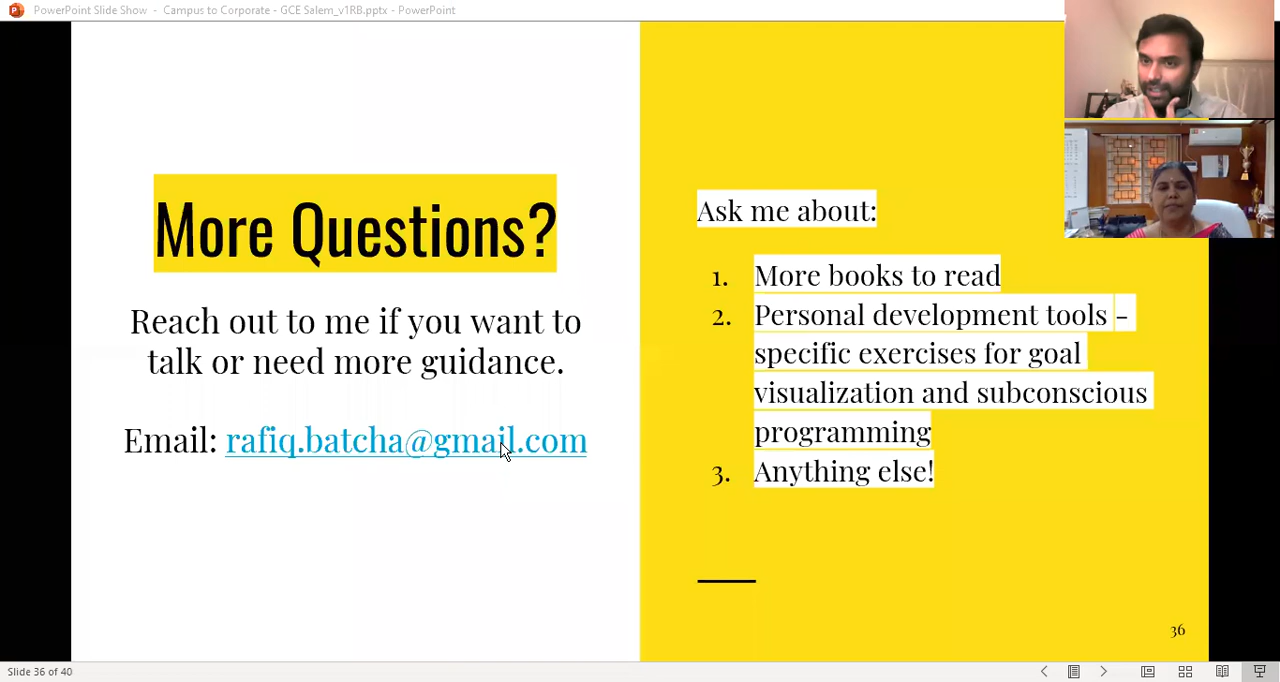 PowerPoint Slide Show - Campus to Corporate - GCE Salem_v1RB.pptx - PowerPoint
More Questions?
Reach out to me if you want to
talk or need more guidance.
Email: rafiq.batcha@gmail.com
Ask me about:
1. More books to read
2. Personal development tools -
specific exercises for goal
visualization and subconscious
programming
3. Anything else!
36
Slide 36 of 40